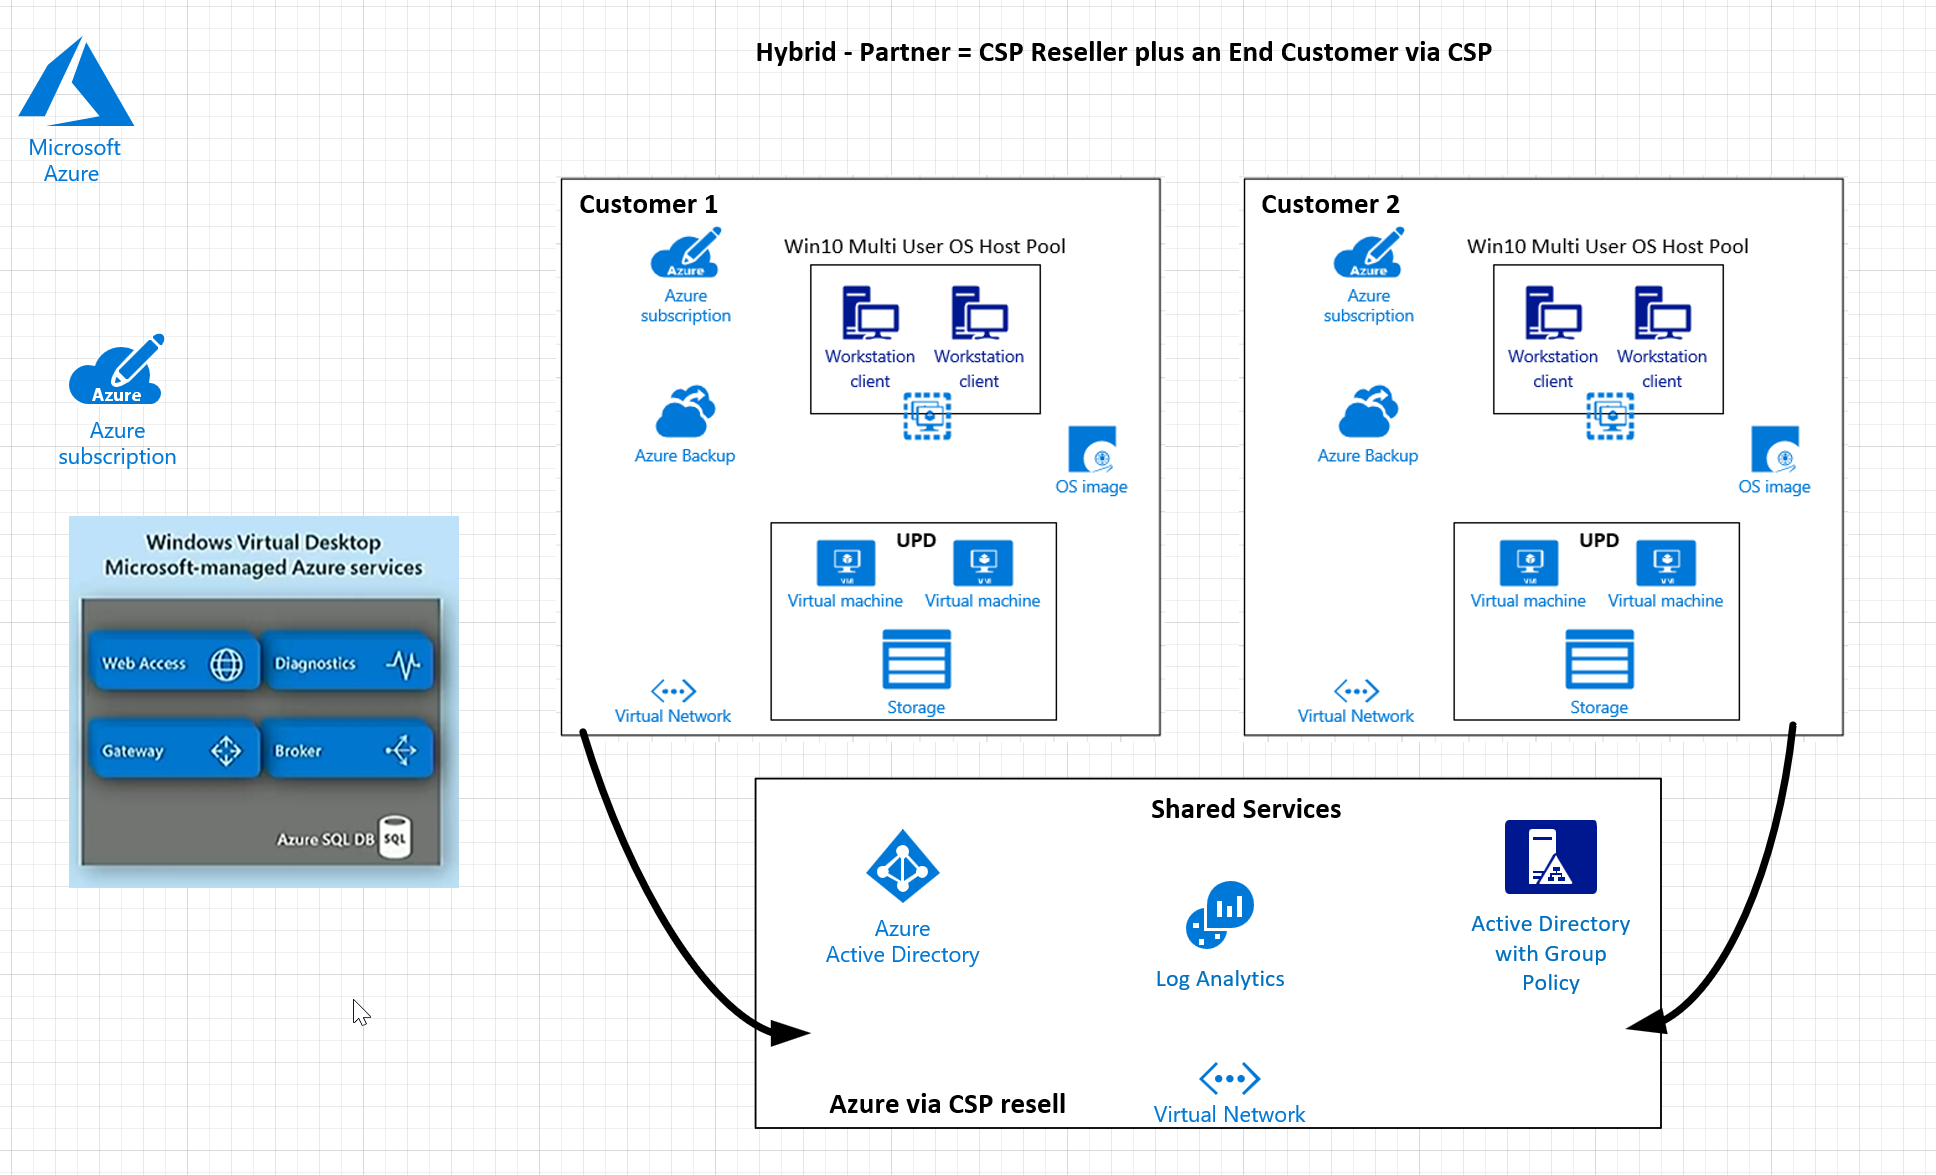 Hybrid - Partner = CSP Reseller plus an End Customer via CSP
Microsoft
Azure
Azure
Azure
subscription
Windows Virtual Desktop
Microsoft-managed Azure services
Web Access
Diagnostics
Gateway
Broker
Azure SQL DB
SQL
Customer 1
Azure
Azure
subscription
Win10 Multi User OS Host Pool
Workstation
client
Workstation
client
Azure Backup
OS image
UPD
VM
Virtual machine
VM
Virtual machine
Storage
Virtual Network
Customer 2
Azure
Azure
subscription
Win10 Multi User OS Host Pool
Workstation
client
Workstation
client
Azure Backup
OS image
UPD
VM
Virtual machine
VM
Virtual machine
Storage
Virtual Network
Shared Services
Azure
Active Directory
Log Analytics
Active Directory
with Group
Policy
Azure via CSP resell
Virtual Network